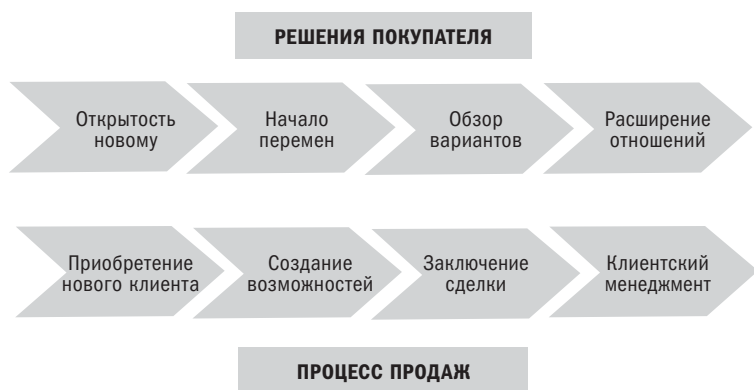 РЕШЕНИЯ ПОКУПАТЕЛЯ
Открытость
новому
Начало
перемен
Обзор
вариантов
Расширение
отношений
Приобретение
нового клиента
Создание
возможностей
Заключение
сделки
Клиентский
менеджмент
ПРОЦЕСС ПРОДАЖ